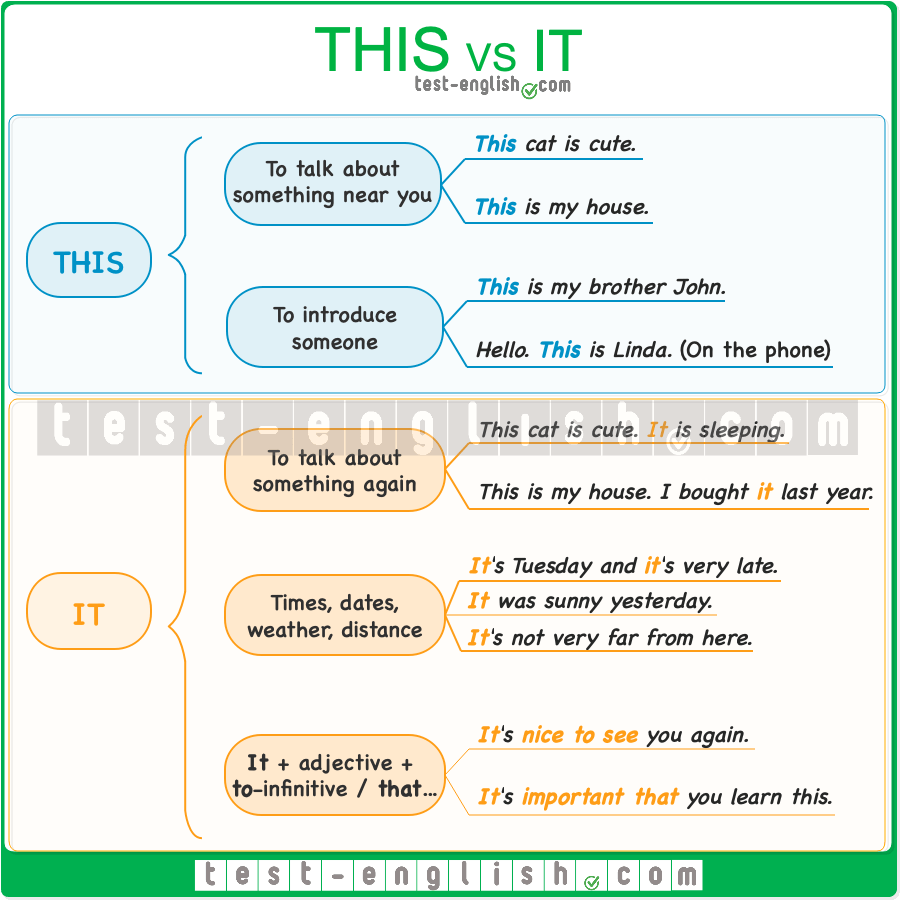 THIS vs IT
test-english.com
THIS
To talk about
something near you
This cat is cute.
This is my house.
To introduce
someone
This is my brother John.
Hello. This is Linda. (On the phone)
test-english.com
IT
To talk about
something again
This cat is cute. It is sleeping.
This is my house. I bought it last year.
Times, dates,
weather, distance
It's Tuesday and it's very late.
It was sunny yesterday.
It's not very far from here.
It + adjective +
to-infinitive / that...
It's nice to see you again.
It's important that you learn this.
test-english.com